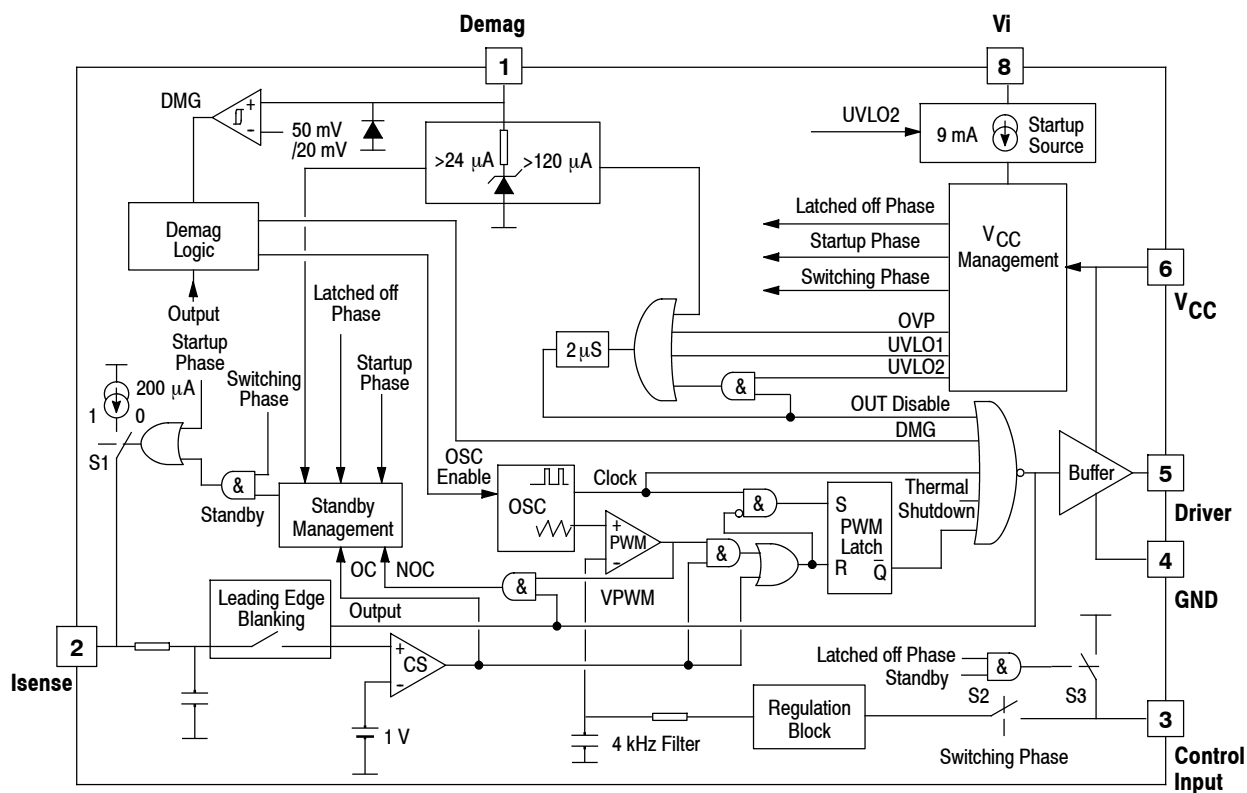 Demag
Vi
1
8
DMG
+
-
50 mV
/20 mV
UVLO2
9 mA
Startup
Source
>24 μA
>120 μA
Demag
Logic
Latched off Phase
Startup Phase
Switching Phase
VCC
Management
6
VCC
Output
Startup
Phase
Latched off
Phase
Switching
Phase
Startup
Phase
200 μA
1
0
S1
2 μS
OVP
UVLO1
UVLO2
&
OUT Disable
DMG
OSC
Enable
Clock
OSC
&
Standby
Standby
Management
+
PWM
-
&
S
PWM
Latch
R
Q̅
&
Thermal
Shutdown
Buffer
5
Driver
4
GND
OC
NOC
&
VPWM
Leading Edge
Blanking
Output
2
Isense
+
CS
-
1 V
4 kHz Filter
Regulation
Block
Latched off Phase
Standby
&
S2
S3
Switching Phase
3
Control
Input